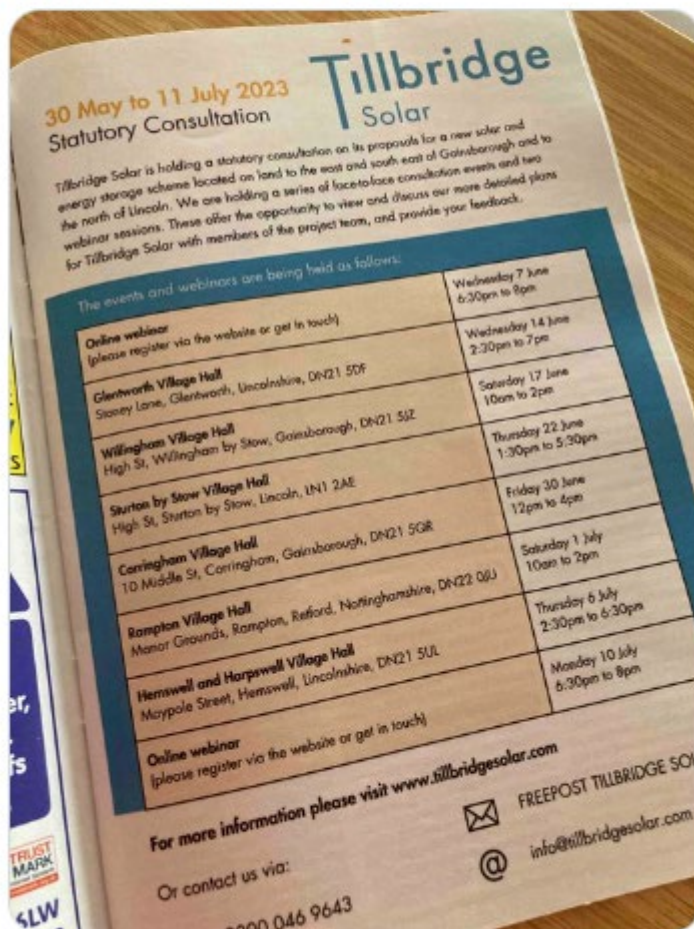 30 May to 11 July 2023
Statutory Consultation
Tillbridge
Solar
Tillbridge Solar is holding a statutory consultation on its proposals for a new solar and
energy storage scheme located on land to the east and south east of Gainsborough and to
the north of Lincoln. We are holding a series of face-to-face consultation events and two
webinar sessions. These offer the opportunity to view and discuss our more detailed plans
for Tillbridge Solar with members of the project team, and provide your feedback.
The events and webinars are being held as follows:
Online webinar
(please register via the website or get in touch)
Wednesday 7 June
6:30pm to 8pm
Glentworth Village Hall
Stoney Lane, Glentworth, Lincolnshire, DN21 5DF
Wednesday 14 June
2:30pm to 7pm
Willingham Village Hall
High St, Willingham by Stow, Gainsborough, DN21 5JZ
Saturday 17 June
10am to 2pm
Sturton by Stow Village Hall
High St, Sturton by Stow, Lincoln, LN1 2AE
Thursday 22 June
1:30pm to 5:30pm
Corringham Village Hall
10 Middle St, Corringham, Gainsborough, DN21 5QR
Friday 30 June
12pm to 4pm
Rampton Village Hall
Manor Grounds, Rampton, Retford, Nottinghamshire, DN22 0JU
Saturday 1 July
10am to 2pm
Hemswell and Harpswell Village Hall
Maypole Street, Hemswell, Lincolnshire, DN21 5UL
Thursday 6 July
2:30pm to 6:30pm
Online webinar
(please register via the website or get in touch)
Monday 10 July
6:30pm to 8pm
For more information please visit www.tillbridgesolar.com
Or contact us via:
FREEPOST TILLBRIDGE SO
@ info@tillbridgesolar.com
046 9643
TRUST
MARK
SLW